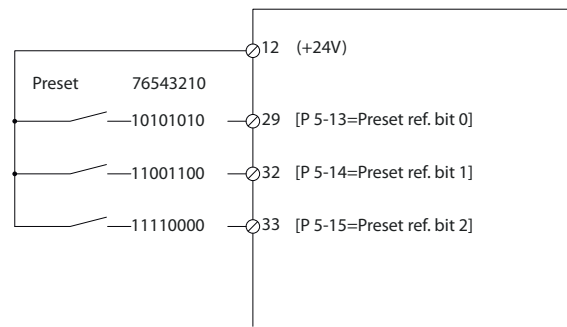 12 (+24V)
Preset 76543210
10101010 29 [P 5-13=Preset ref. bit 0]
11001100 32 [P 5-14=Preset ref. bit 1]
11110000 33 [P 5-15=Preset ref. bit 2]